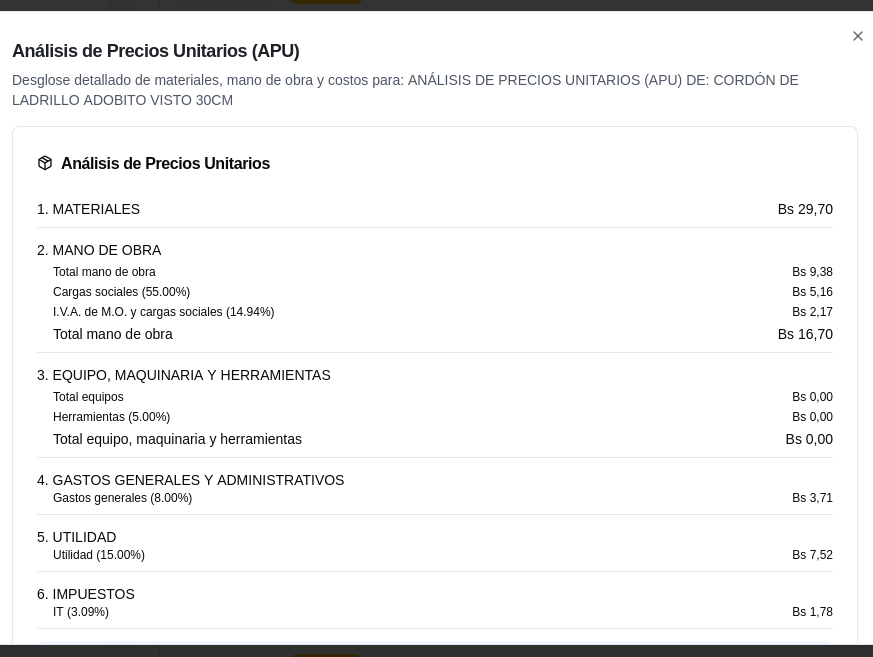 Análisis de Precios Unitarios (APU)
Desglose detallado de materiales, mano de obra y costos para: ANÁLISIS DE PRECIOS UNITARIOS (APU) DE: CORDÓN DE
LADRILLO ADOBITO VISTO 30CM
Análisis de Precios Unitarios
1. MATERIALES Bs 29,70
2. MANO DE OBRA
Total mano de obra Bs 9,38
Cargas sociales (55.00%) Bs 5,16
I.V.A. de M.O. y cargas sociales (14.94%) Bs 2,17
Total mano de obra Bs 16,70
3. EQUIPO, MAQUINARIA Y HERRAMIENTAS
Total equipos Bs 0,00
Herramientas (5.00%) Bs 0,00
Total equipo, maquinaria y herramientas Bs 0,00
4. GASTOS GENERALES Y ADMINISTRATIVOS
Gastos generales (8.00%) Bs 3,71
5. UTILIDAD
Utilidad (15.00%) Bs 7,52
6. IMPUESTOS
IT (3.09%) Bs 1,78